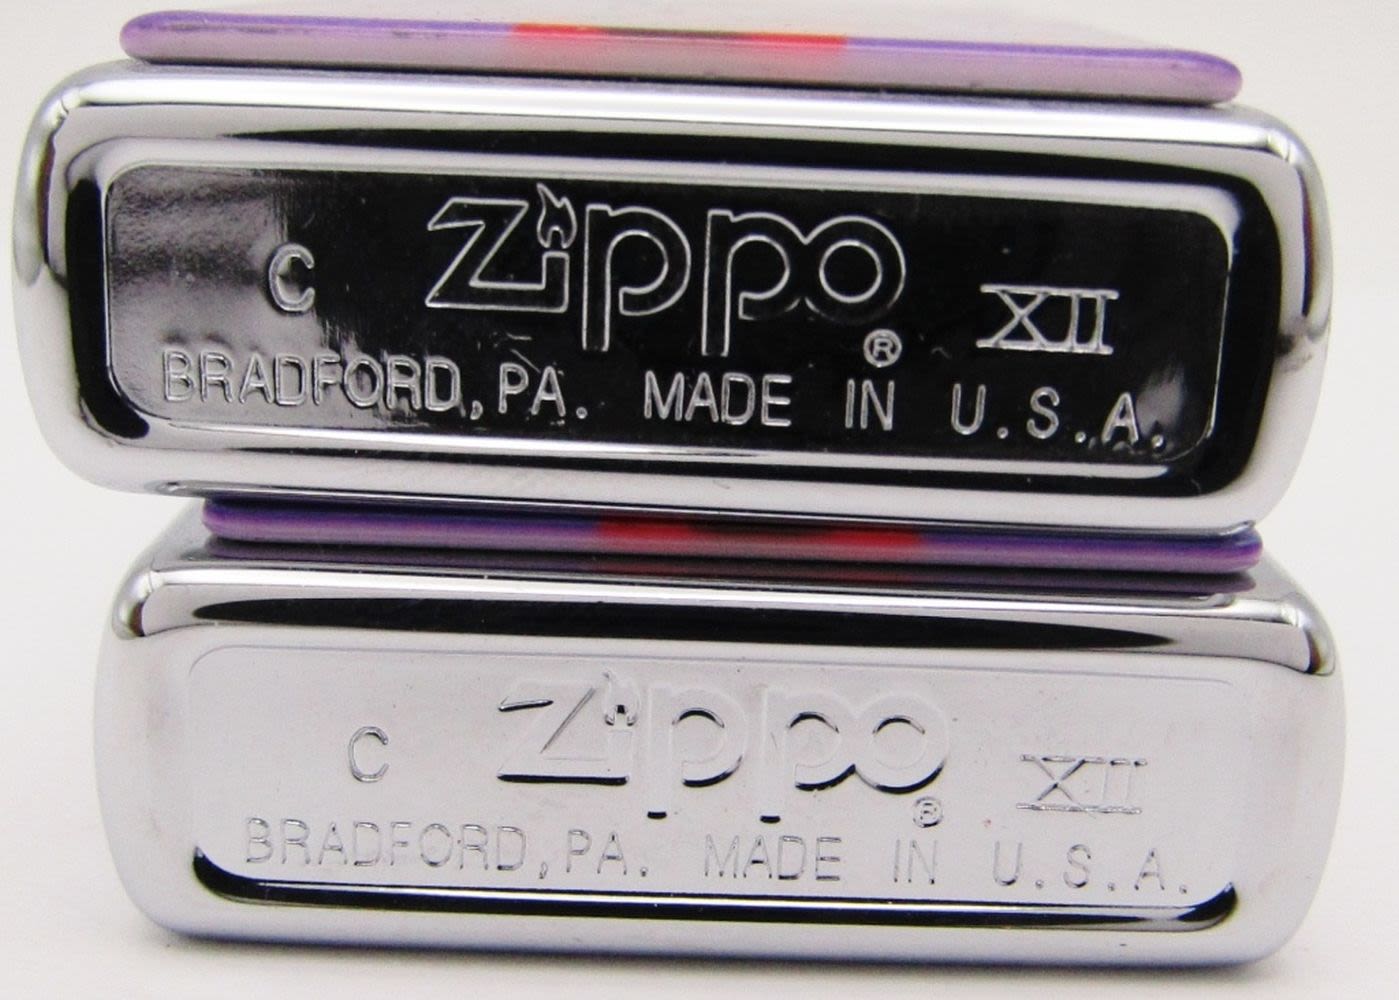 C Zippo® XII
BRADFORD, PA. MADE IN U.S.A.
C Zippo® XII
BRADFORD, PA. MADE IN U.S.A.